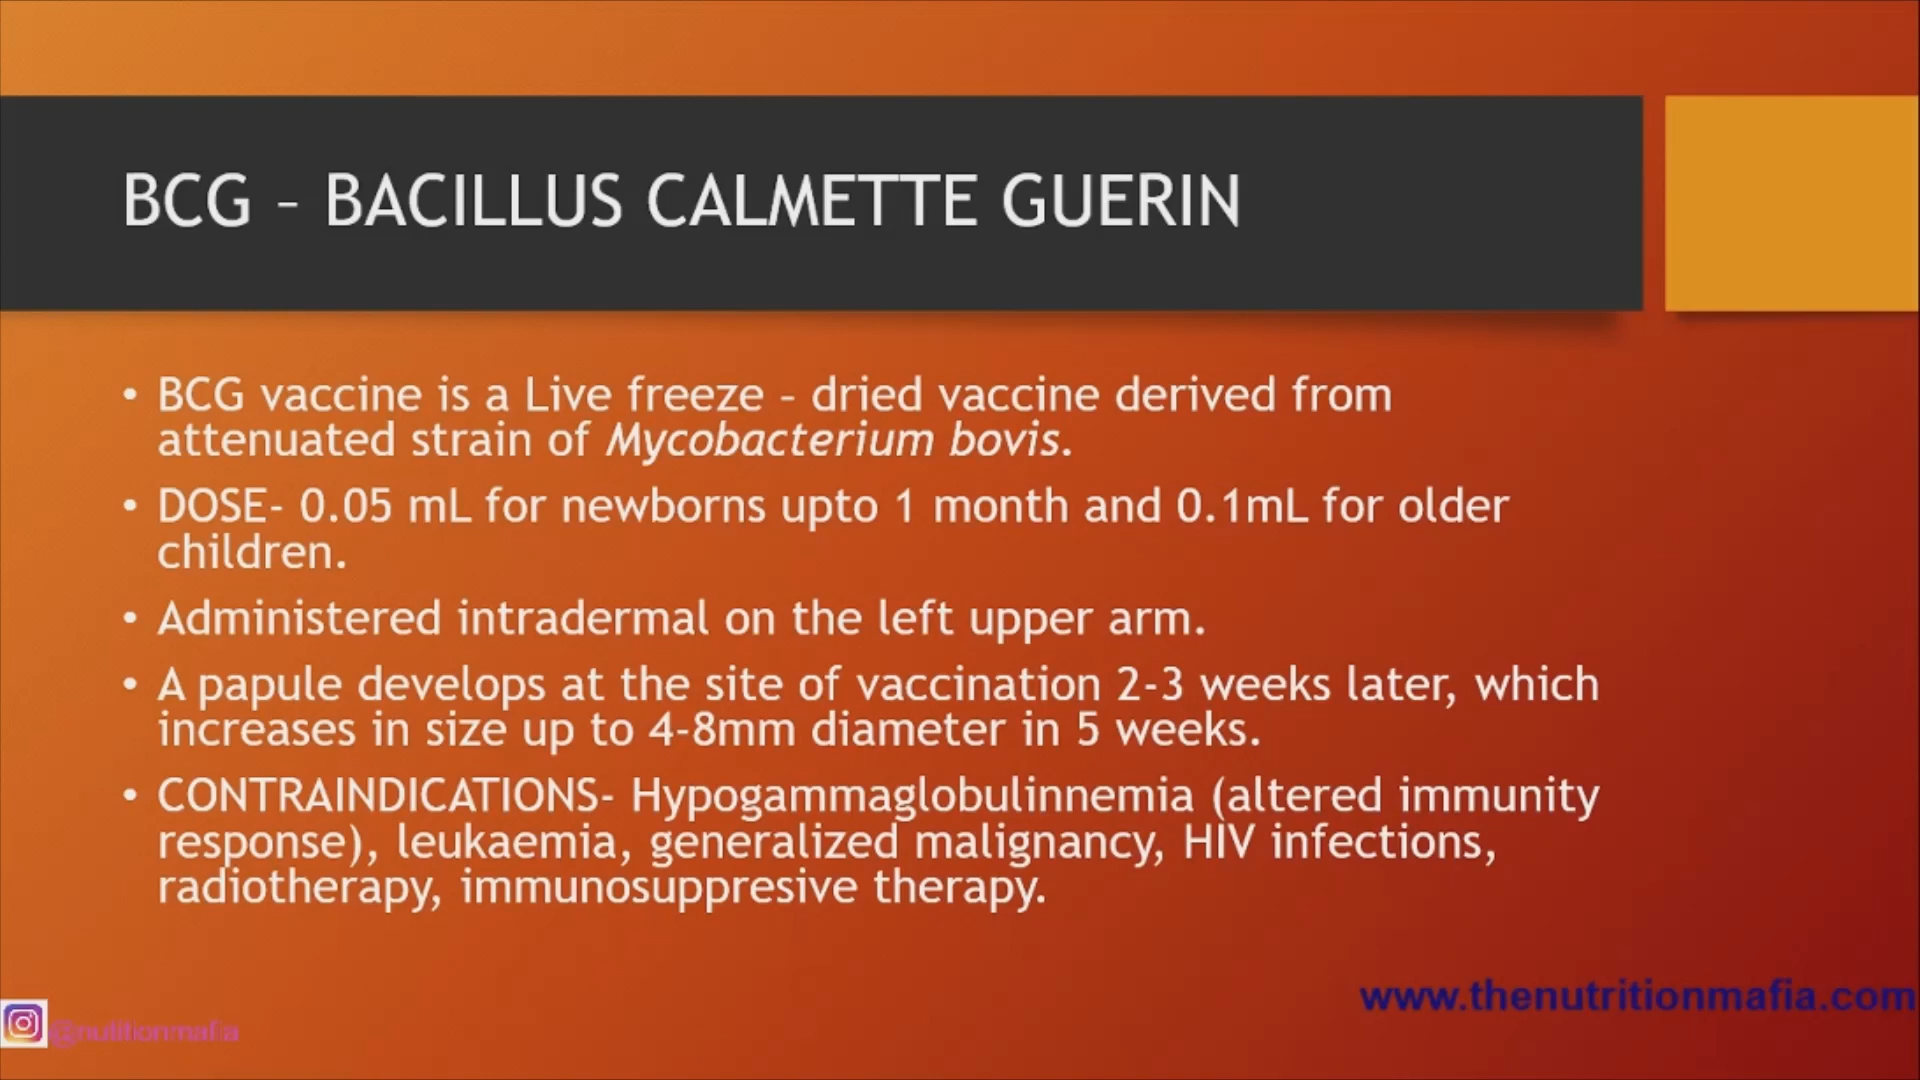 BCG – BACILLUS CALMETTE GUERIN
• BCG vaccine is a Live freeze – dried vaccine derived from
attenuated strain of Mycobacterium bovis.
• DOSE- 0.05 mL for newborns upto 1 month and 0.1mL for older
children.
• Administered intradermal on the left upper arm.
• A papule develops at the site of vaccination 2-3 weeks later, which
increases in size up to 4-8mm diameter in 5 weeks.
• CONTRAINDICATIONS- Hypogammaglobulinnemia (altered immunity
response), leukaemia, generalized malignancy, HIV infections,
radiotherapy, immunosuppresive therapy.
www.thenutritionmafia.com